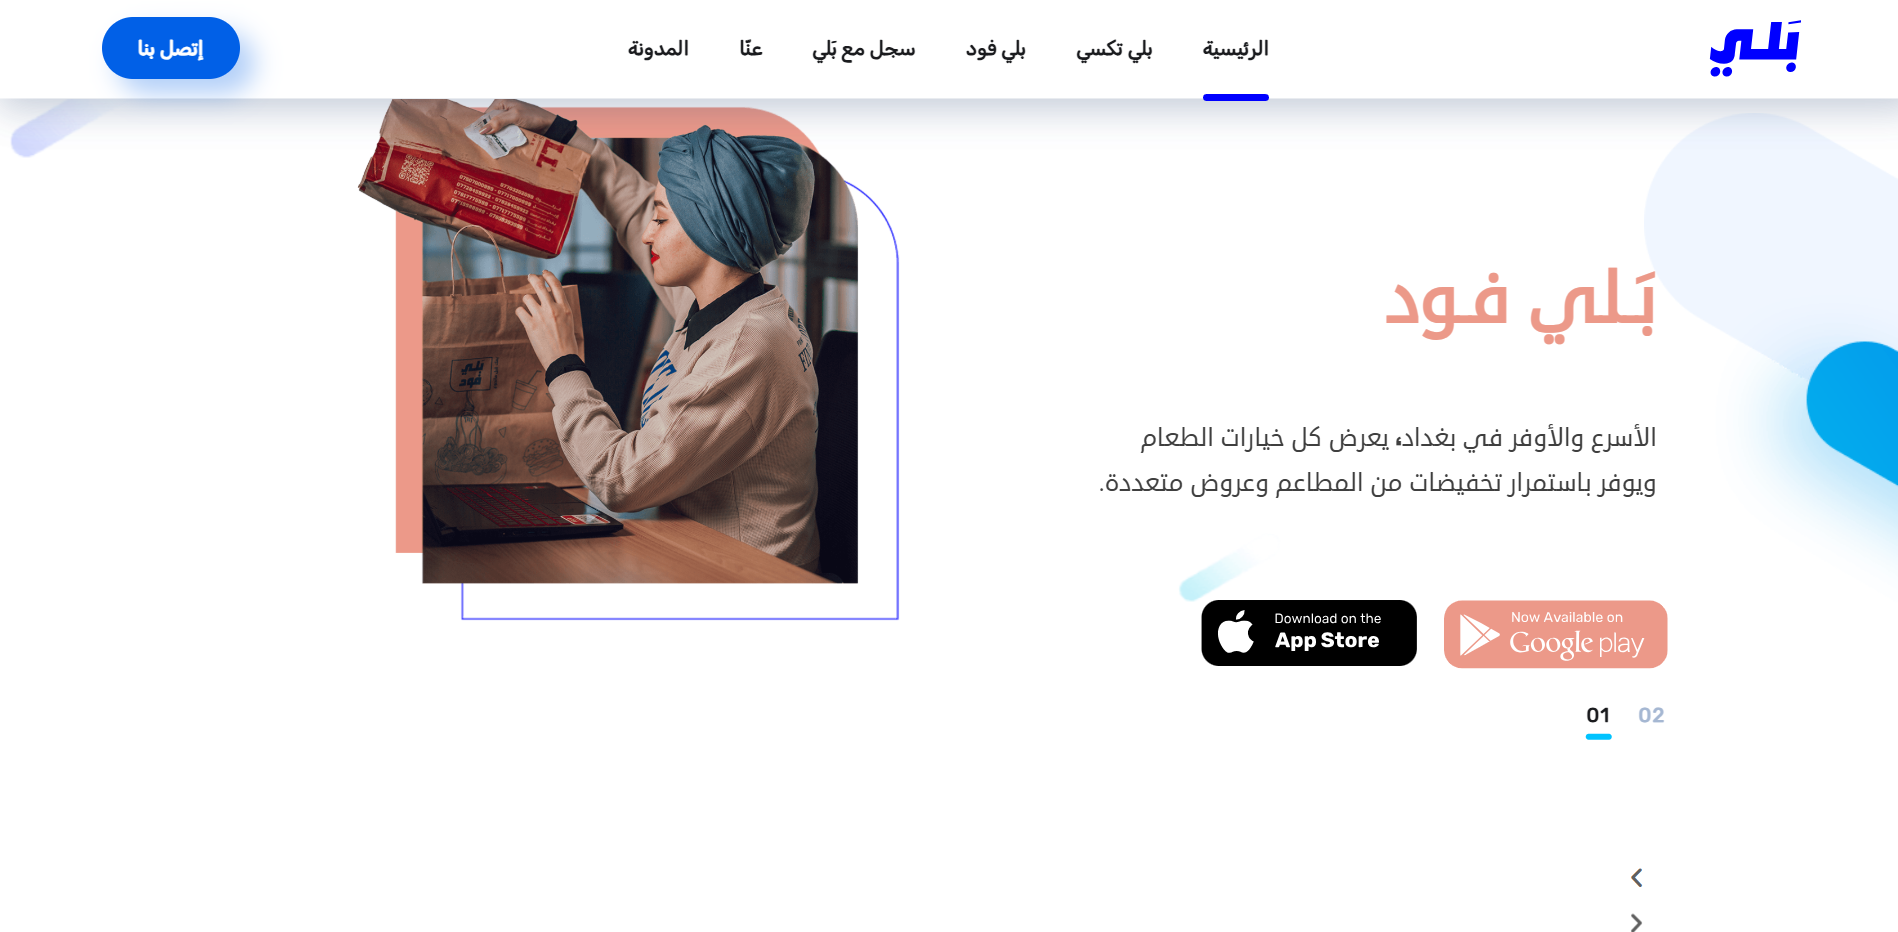 بَلي
الرئيسية
بلي تكسي
بلي فود
سجل مع بَلي
عنّا
المدونة
إتصل بنا
بَـلي فـود
الأسرع والأوفر في بغداد، يعرض كل خيارات الطعام
ويوفر باستمرار تخفيضات من المطاعم وعروض متعددة.
Now Available on
Google play
Download on the
App Store
02
01
بَلي
فود